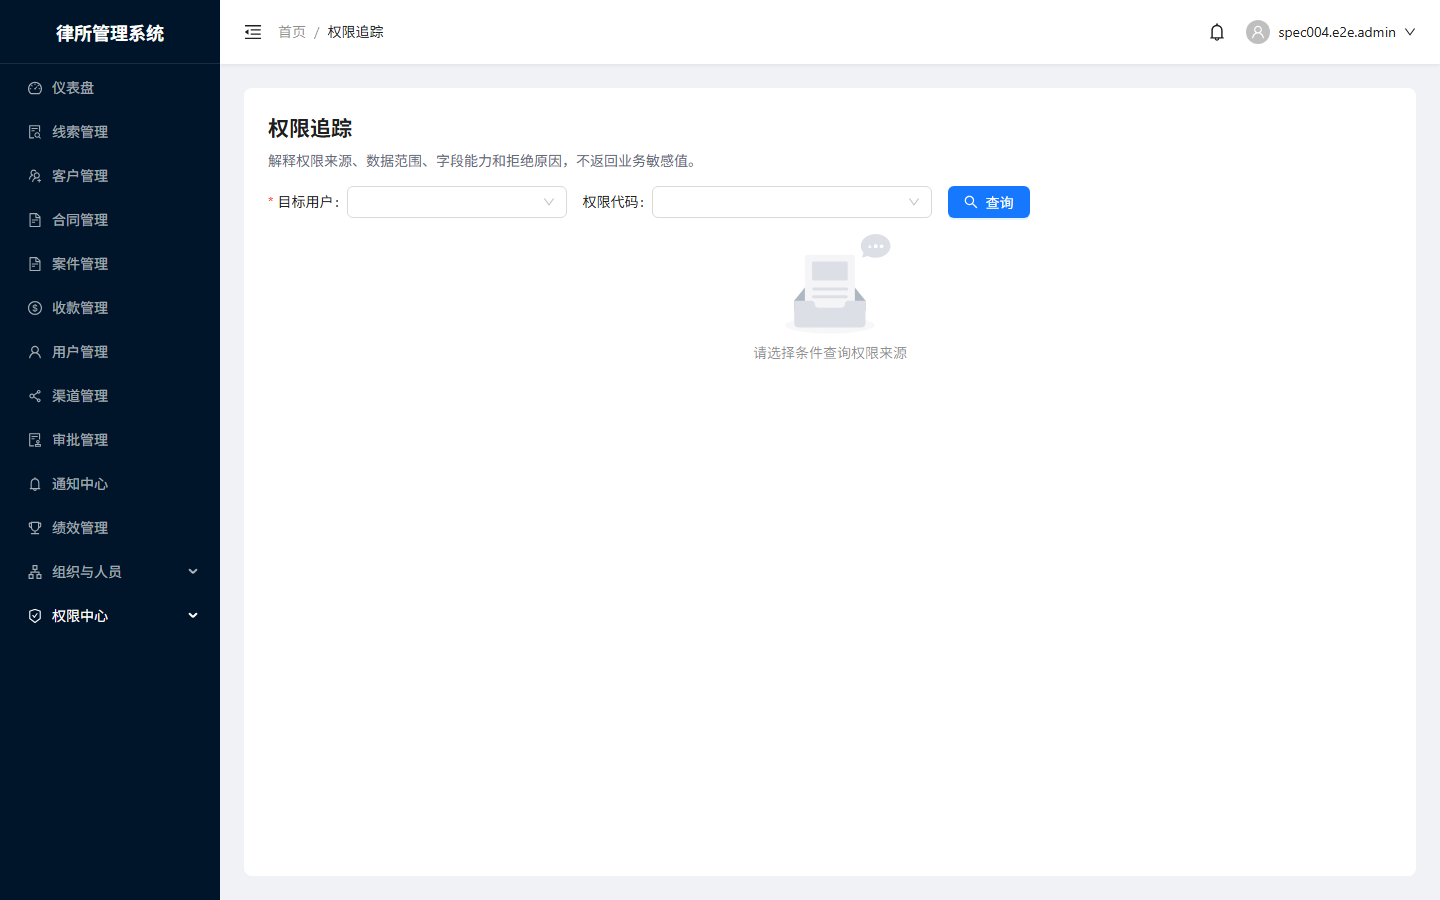 律所管理系统
首页 / 权限追踪
spec004.e2e.admin
仪表盘
线索管理
客户管理
合同管理
案件管理
收款管理
用户管理
渠道管理
审批管理
通知中心
绩效管理
组织与人员
权限中心
权限追踪
解释权限来源、数据范围、字段能力和拒绝原因，不返回业务敏感值。
* 目标用户: 权限代码: 查询
请选择条件查询权限来源